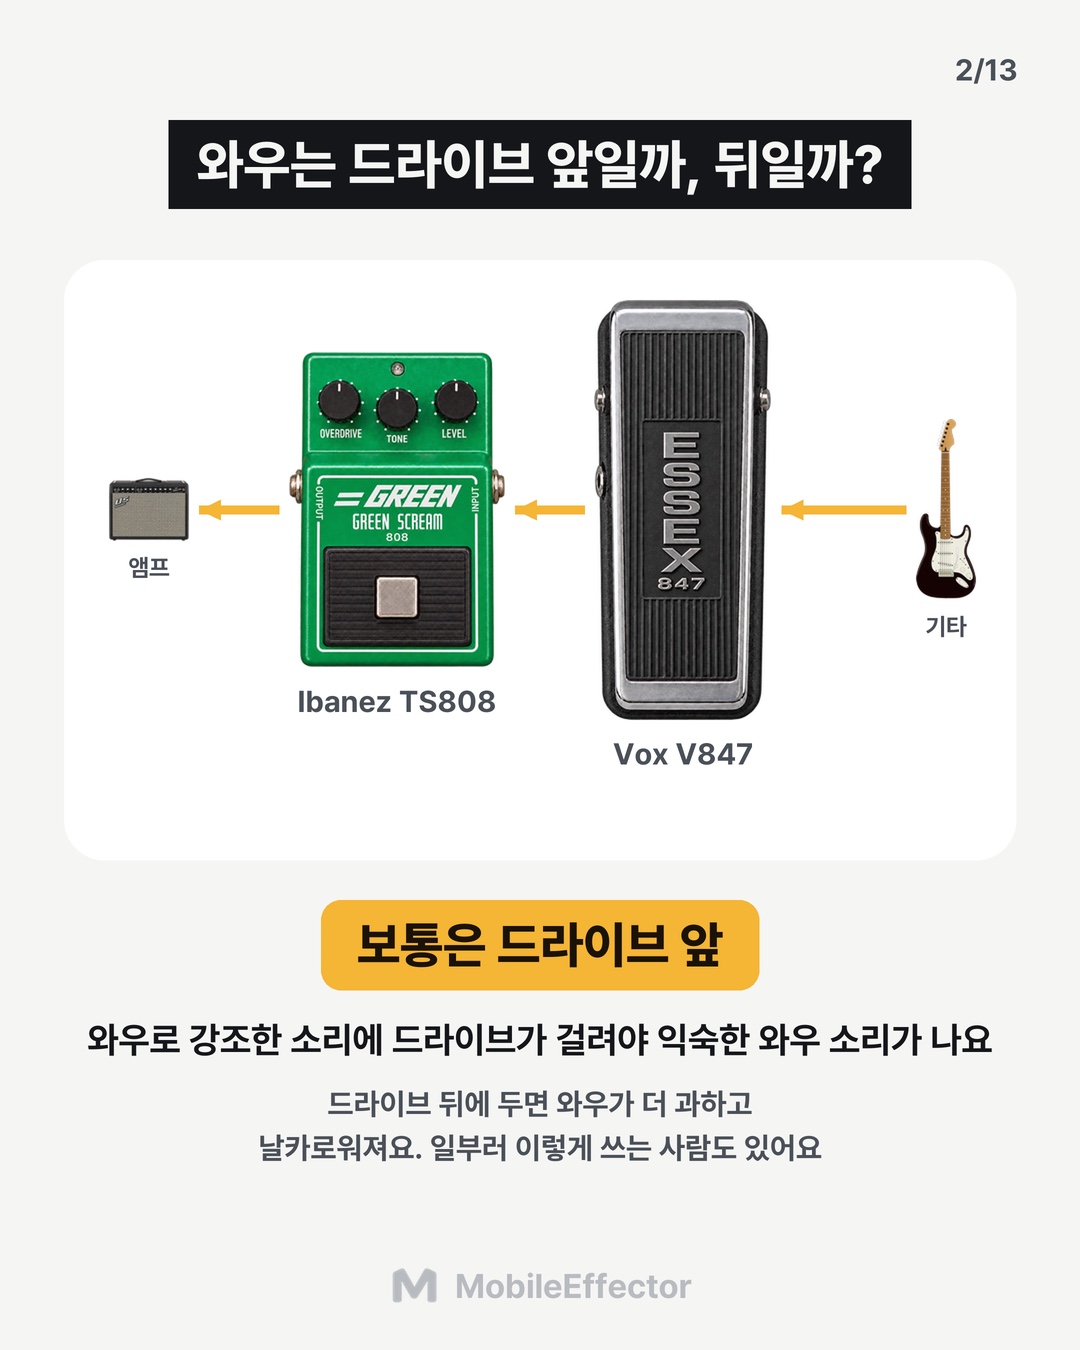 2/13
와우는 드라이브 앞일까, 뒤일까?
OVERDRIVE
TONE
LEVEL
OUTPUT
INPUT
GREEN
GREEN SCREAM
808
ESSEX
847
US
앰프
기타
Ibanez TS808
Vox V847
보통은 드라이브 앞
와우로 강조한 소리에 드라이브가 걸려야 익숙한 와우 소리가 나요
드라이브 뒤에 두면 와우가 더 과하고
날카로워져요. 일부러 이렇게 쓰는 사람도 있어요
MobileEffector